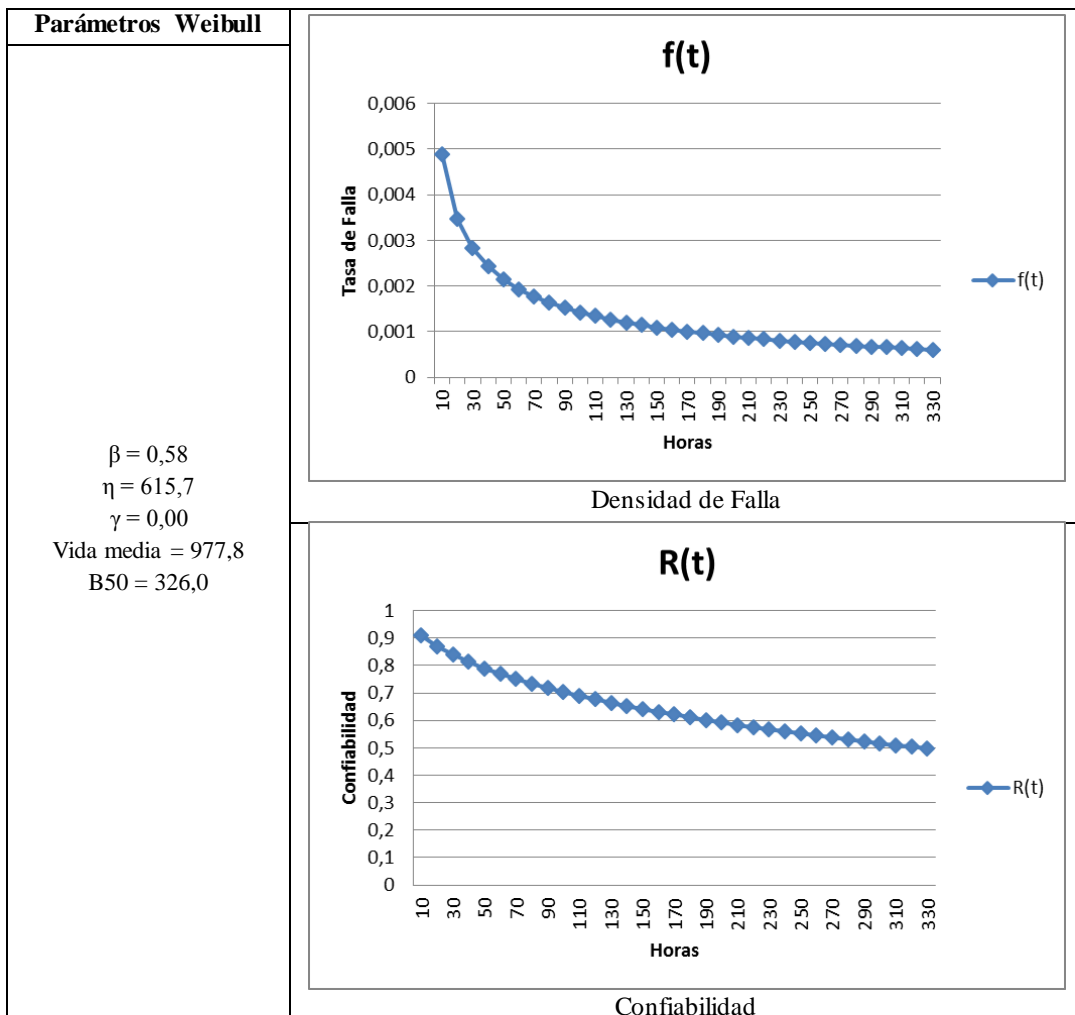 Parámetros Weibull
β = 0,58
η = 615,7
γ = 0,00
Vida media = 977,8
B50 = 326,0
f(t)
0,006
0,005
0,004
0,003
0,002
0,001
0
Tasa de Falla
10 30 50 70 90 110 130 150 170 190 210 230 250 270 290 310 330
Horas
f(t)
Densidad de Falla
R(t)
1
0,9
0,8
0,7
0,6
0,5
0,4
0,3
0,2
0,1
0
Confiabilidad
10 30 50 70 90 110 130 150 170 190 210 230 250 270 290 310 330
Horas
R(t)
Confiabilidad